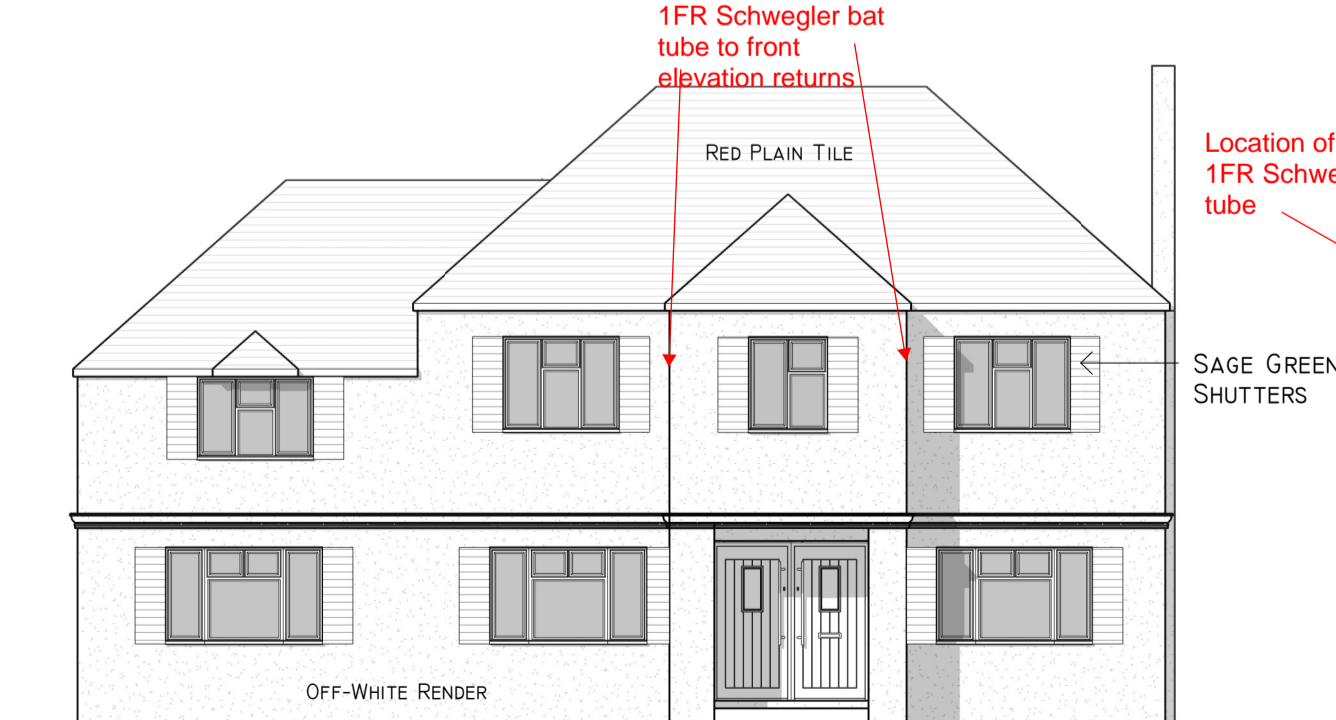 1FR Schwegler bat
tube to front
elevation returns
RED PLAIN TILE
Location of
1FR Schwe
tube
SAGE GREEN
SHUTTERS
OFF-WHITE RENDER